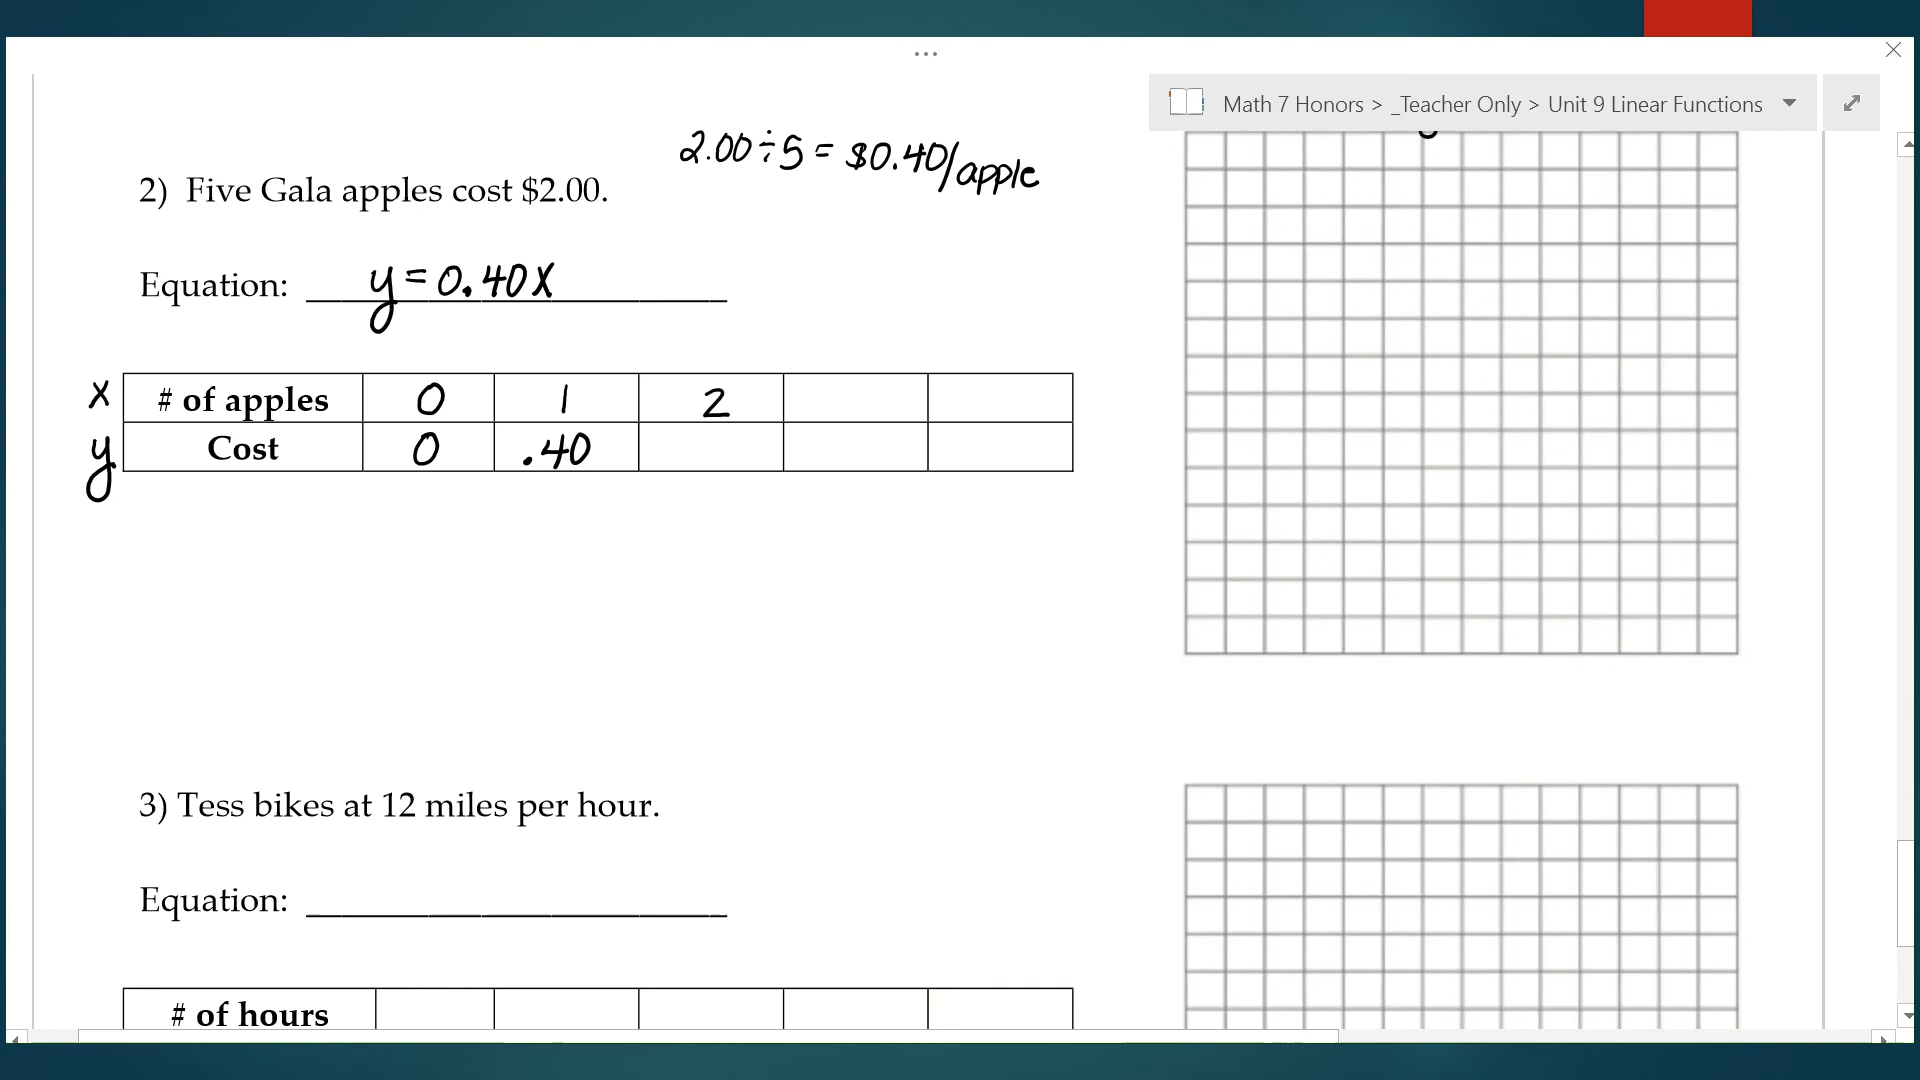 Math 7 Honors > _Teacher Only > Unit 9 Linear Functions
2.00÷5 = $0.40/apple
2) Five Gala apples cost $2.00.
Equation: y = 0.40x
x # of apples 0 1 2
y Cost 0 .40
3) Tess bikes at 12 miles per hour.
Equation:
# of hours